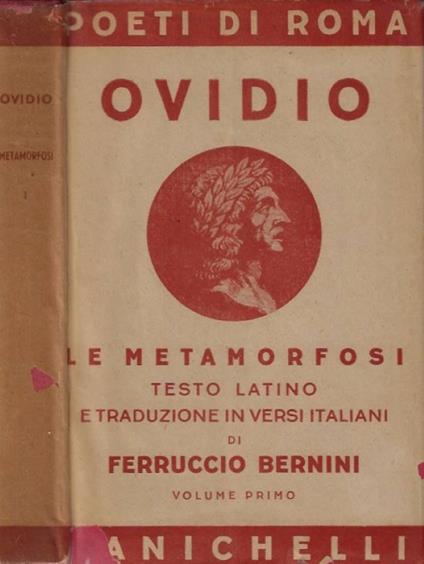 OVIDIO
METAMORFOSI
I
POETI DI ROMA
OVIDIO
LE METAMORFOSI
TESTO LATINO
E TRADUZIONE IN VERSI ITALIANI
DI
FERRUCCIO BERNINI
VOLUME PRIMO
ANICHELLI